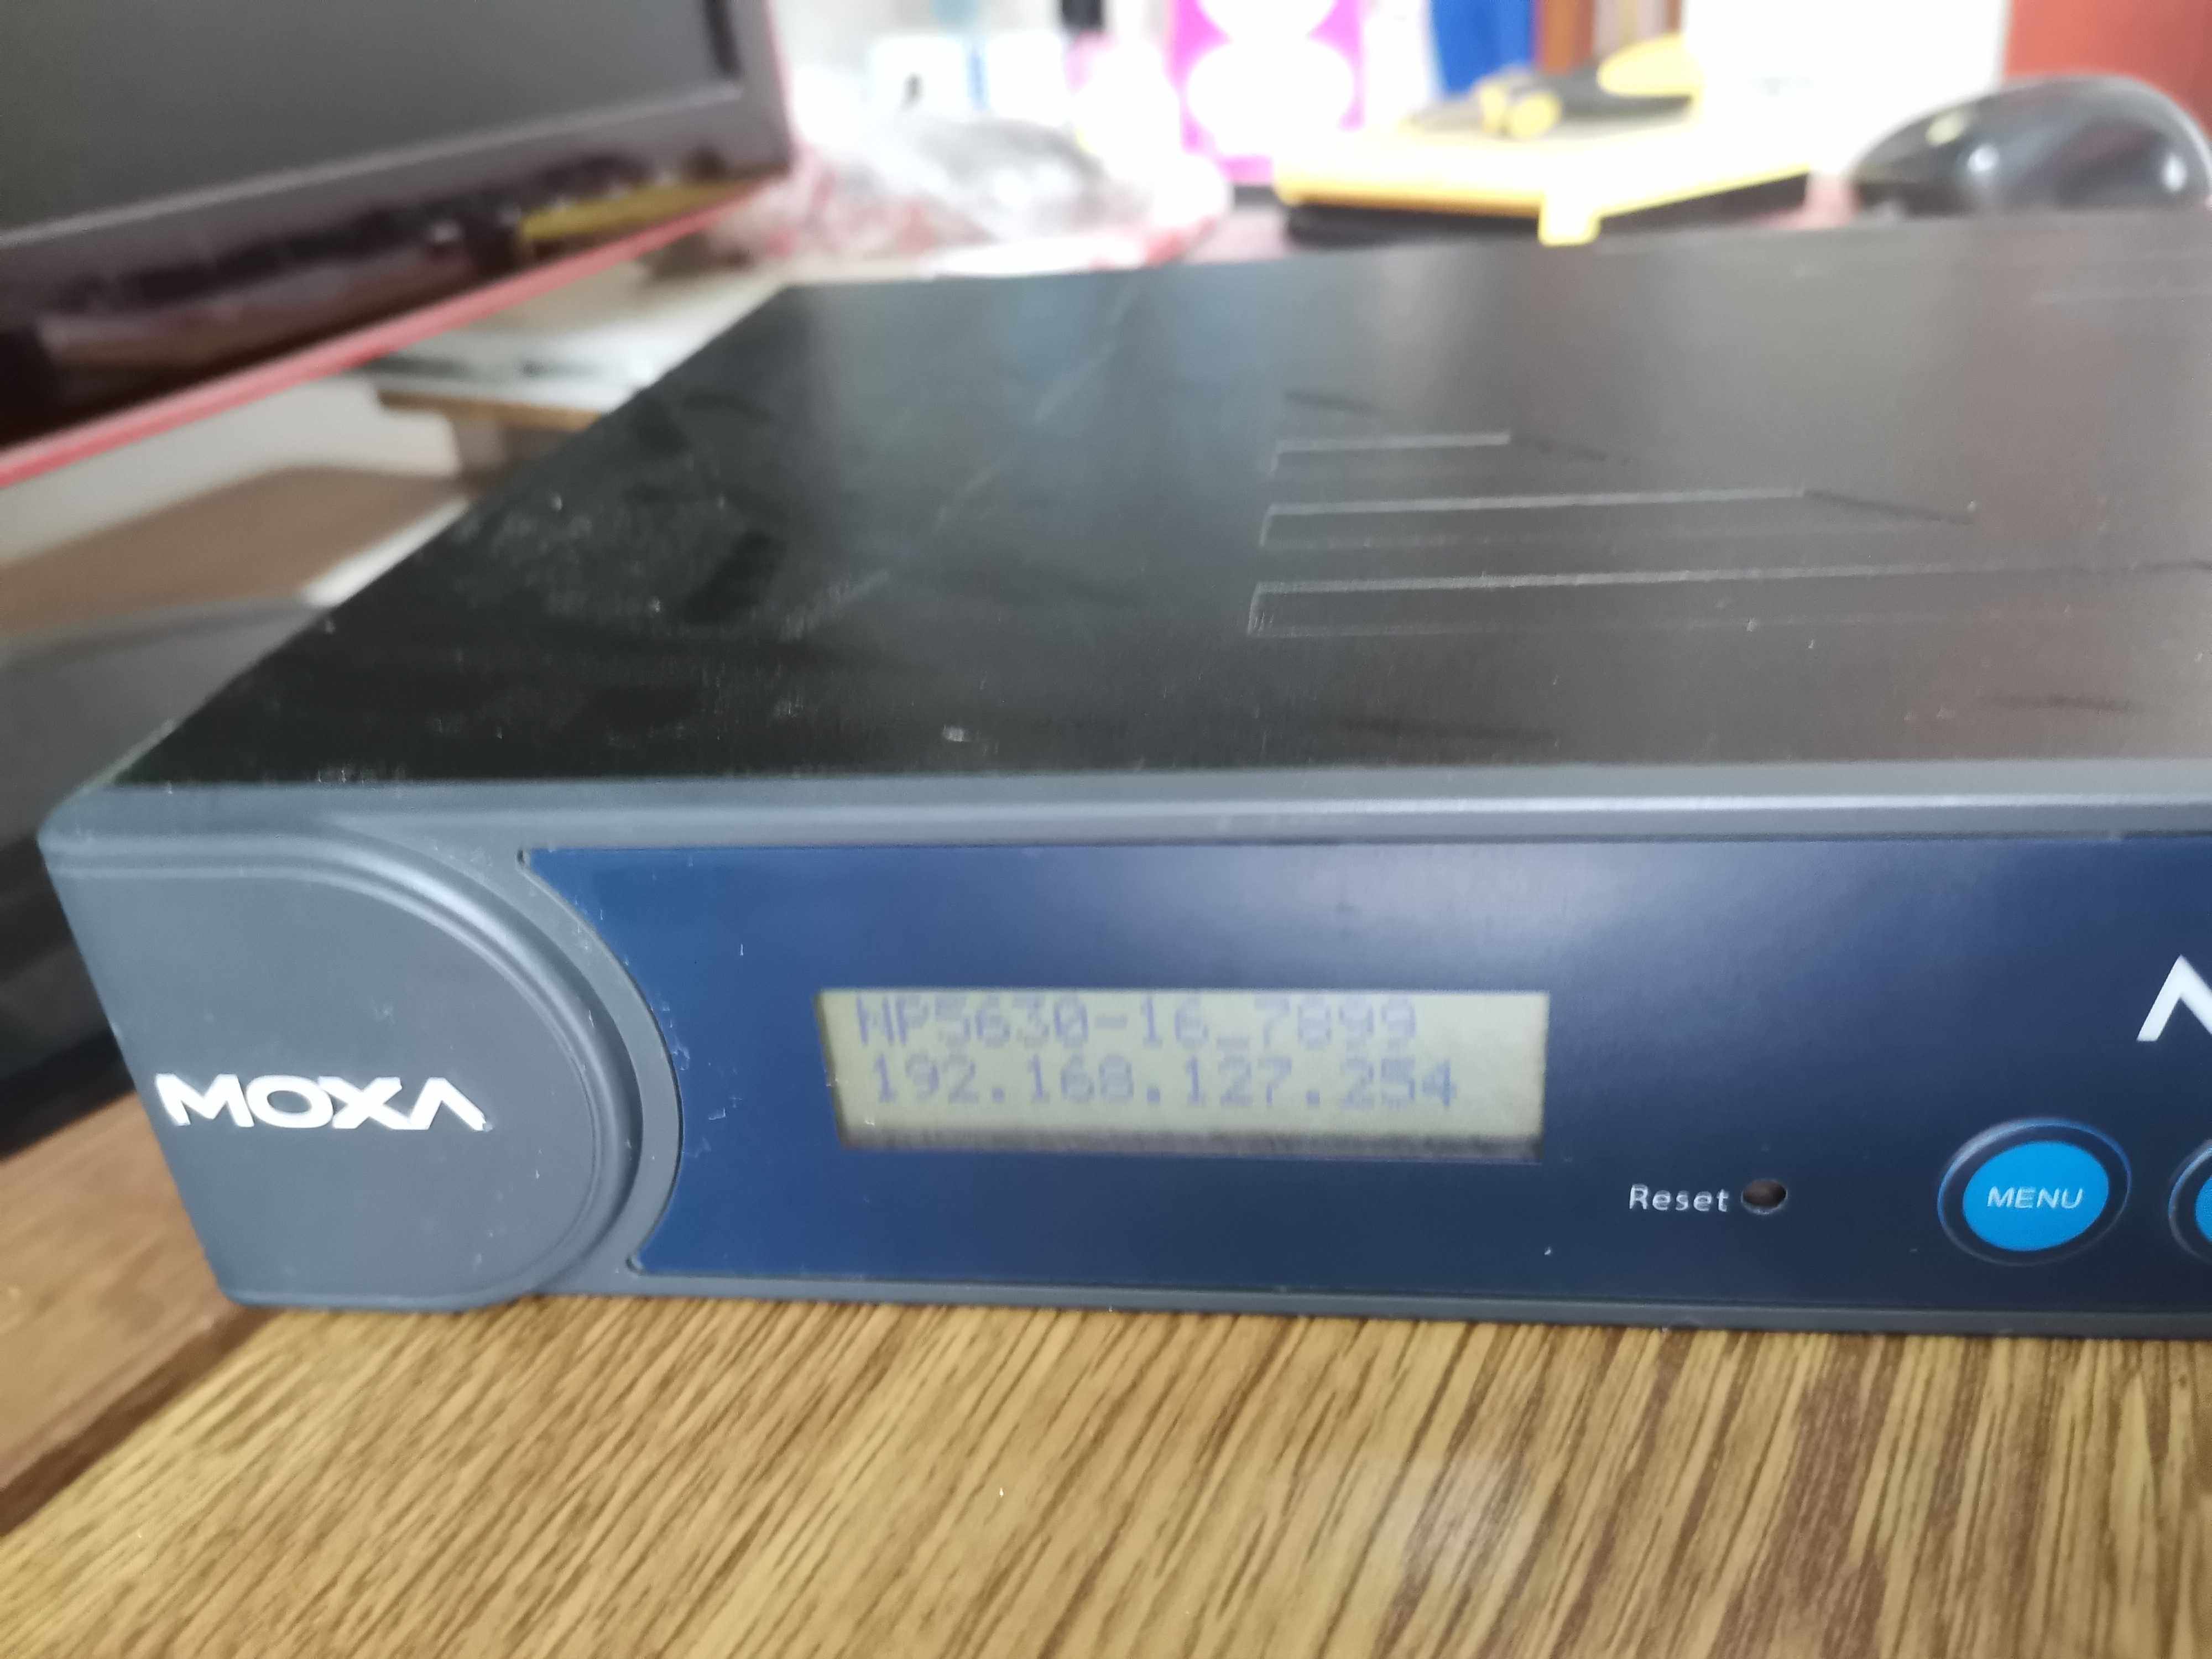 NP5630-16_7899
192.168.127.254
MOXA
Reset
MENU